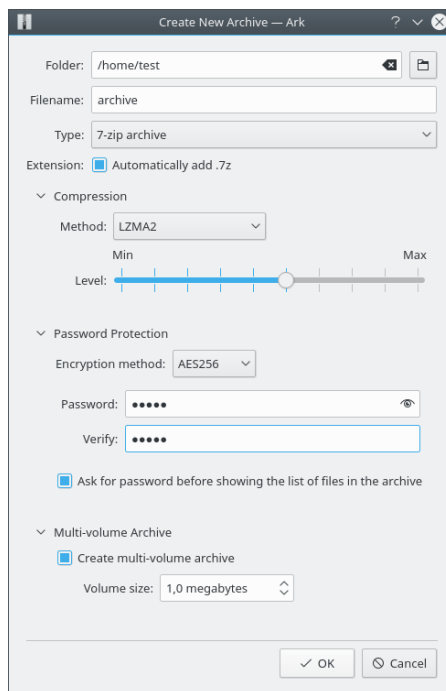 Create New Archive — Ark
Folder: /home/test
Filename: archive
Type: 7-zip archive
Extension: Automatically add .7z
Compression
Method: LZMA2
Min Max
Level:
Password Protection
Encryption method: AES256
Password: ●●●●●
Verify: ●●●●●
Ask for password before showing the list of files in the archive
Multi-volume Archive
Create multi-volume archive
Volume size: 1,0 megabytes
OK Cancel